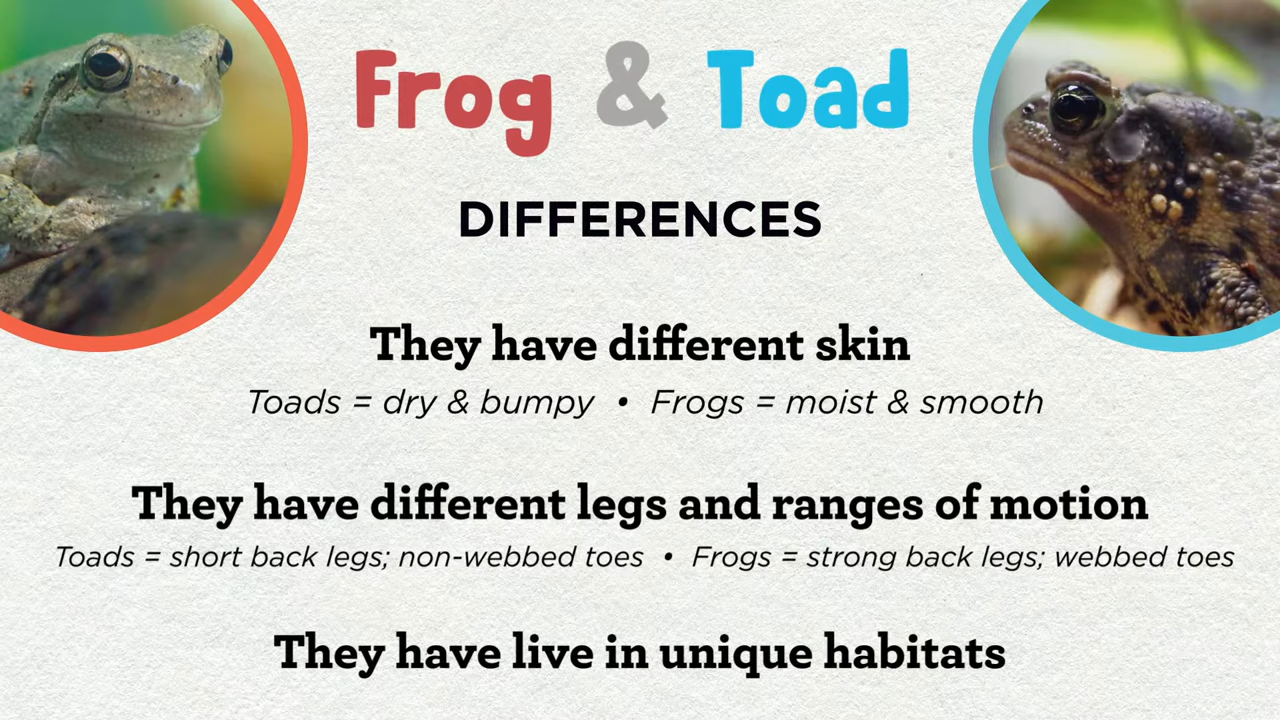 Frog & Toad
DIFFERENCES
They have different skin
Toads = dry & bumpy • Frogs = moist & smooth
They have different legs and ranges of motion
Toads = short back legs; non-webbed toes • Frogs = strong back legs; webbed toes
They have live in unique habitats